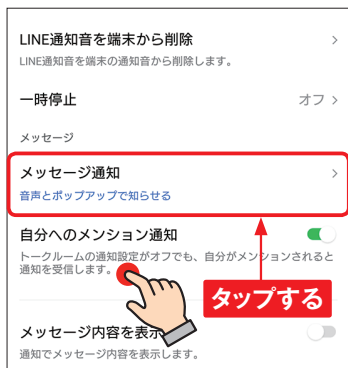 LINE通知音を端末から削除
LINE通知音を端末の通知音から削除します。
一時停止
オフ
メッセージ
メッセージ通知
音声とポップアップで知らせる
自分へのメンション通知
トークルームの通知設定がオフでも、自分がメンションされると
通知を受信します。
タップする
メッセージ内容を表示
通知でメッセージ内容を表示します。